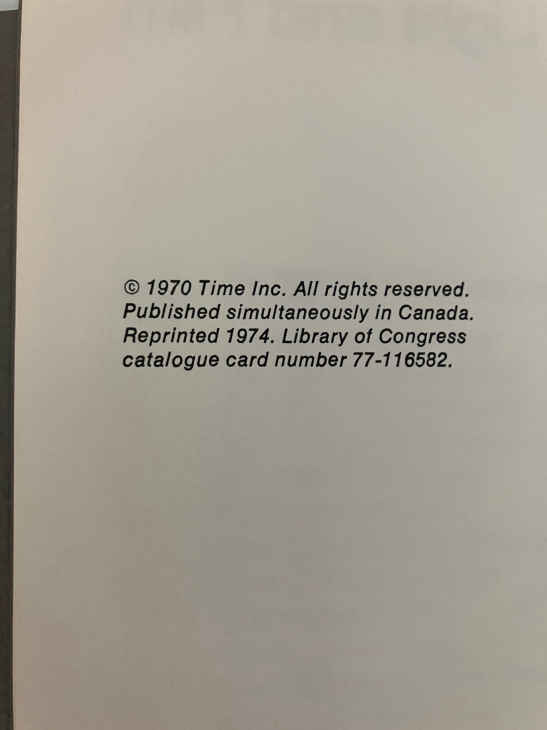 © 1970 Time Inc. All rights reserved.
Published simultaneously in Canada.
Reprinted 1974. Library of Congress
catalogue card number 77-116582.